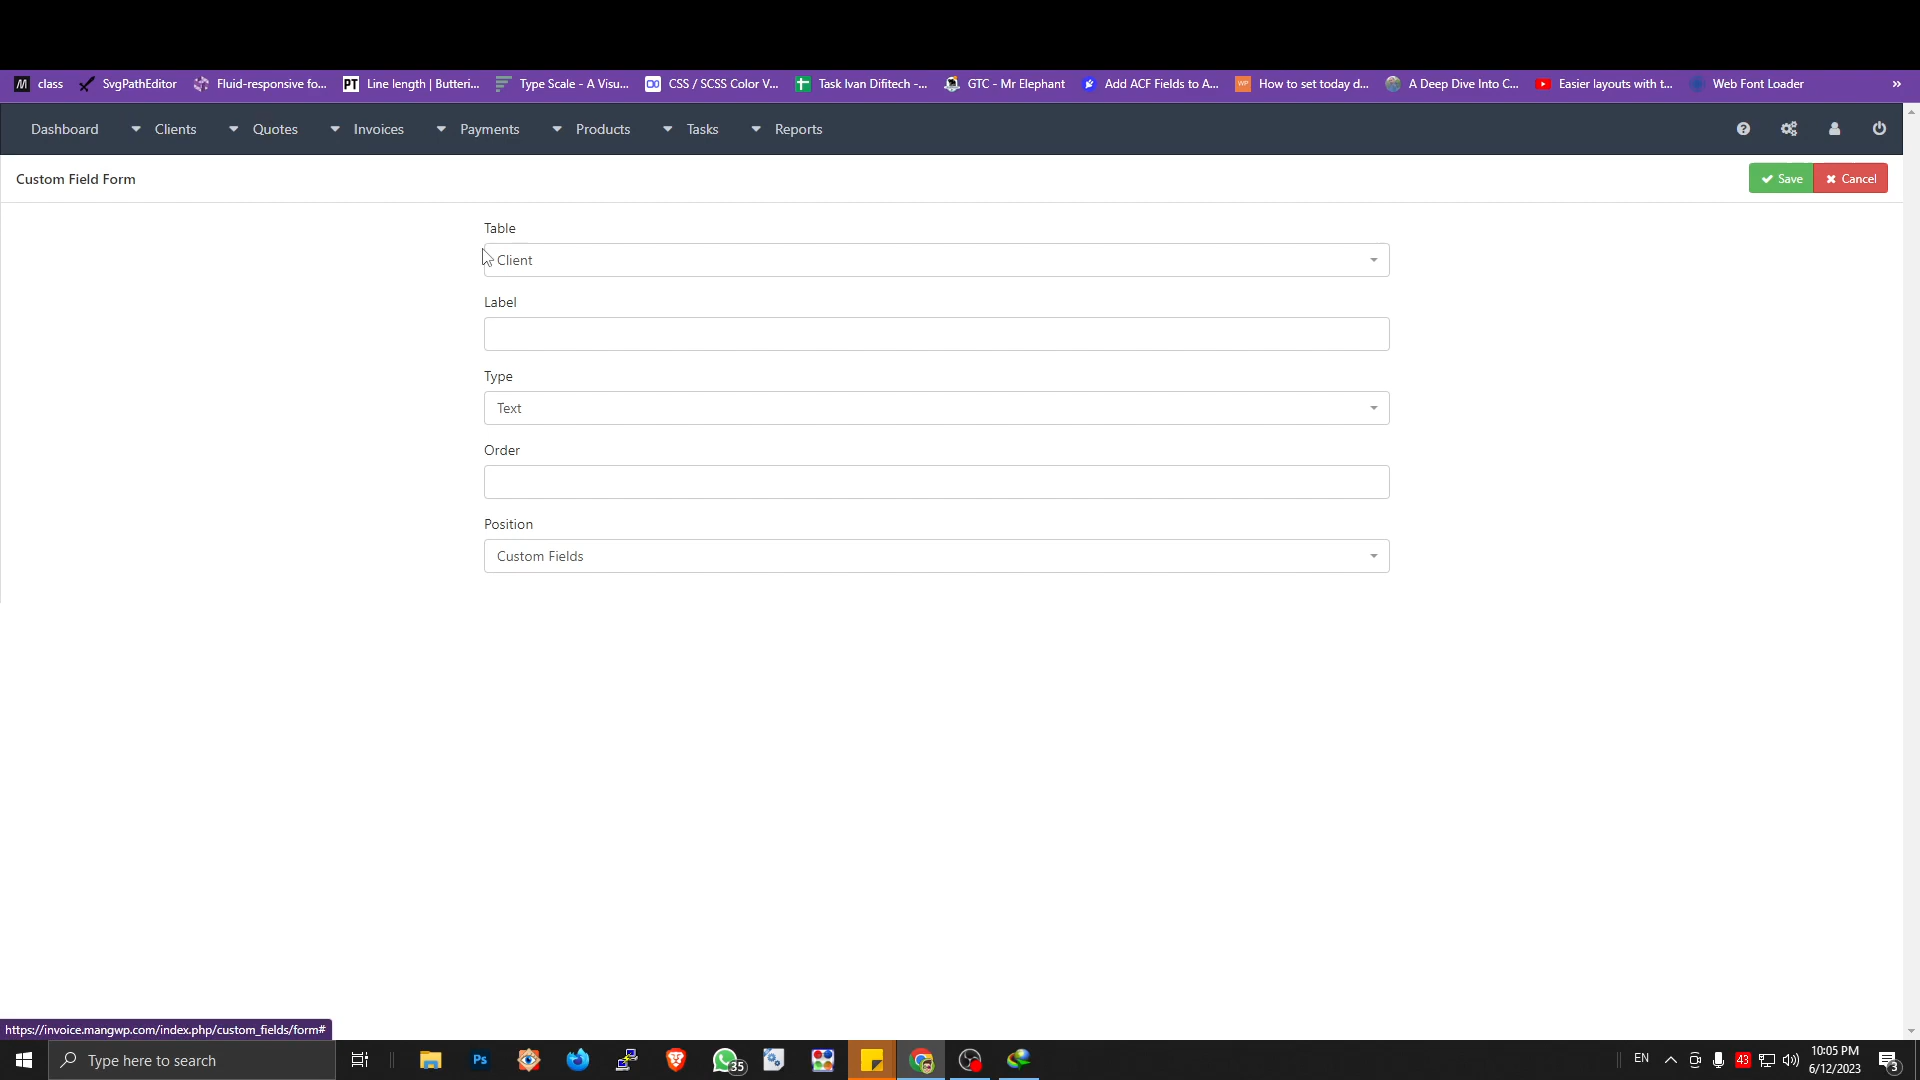 class SvgPathEditor Fluid-responsive fo... PT Line length | Butteri... Type Scale - A Visu... CSS / SCSS Color V... Task Ivan Difitech -... GTC - Mr Elephant Add ACF Fields to A... WP How to set today d... A Deep Dive Into C... Easier layouts with t... Web Font Loader »
Dashboard Clients Quotes Invoices Payments Products Tasks Reports
Custom Field Form Save Cancel
Table
Client
Label
Type
Text
Order
Position
Custom Fields
https://invoice.mangwp.com/index.php/custom_fields/form#
Type here to search Ps 35 EN 43 10:05 PM
6/12/2023 3